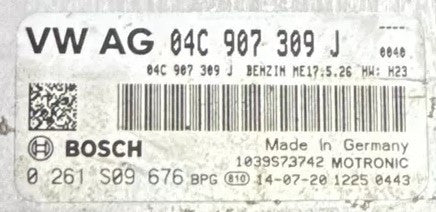 VW AG 04C 907 309 J 0040
04C 907 309 J BENZIN ME17.5.26 HW: H23
BOSCH
Made in Germany
1039S73742 MOTRONIC
0 261 S09 676 BPG 810 14-07-20 1225 0443